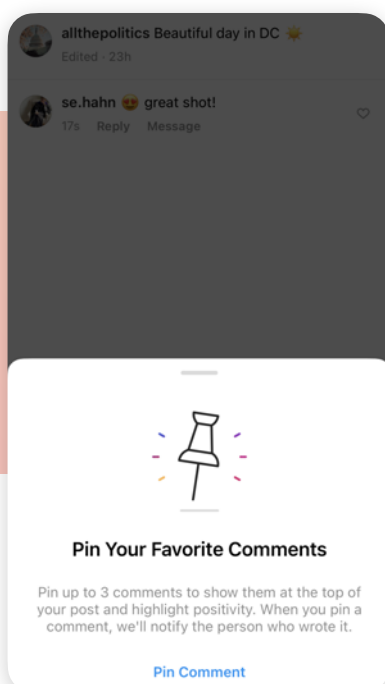 allthepolitics Beautiful day in DC ☀️
Edited · 23h
se.hahn 😍 great shot!
17s Reply Message
Pin Your Favorite Comments
Pin up to 3 comments to show them at the top of
your post and highlight positivity. When you pin a
comment, we'll notify the person who wrote it.
Pin Comment